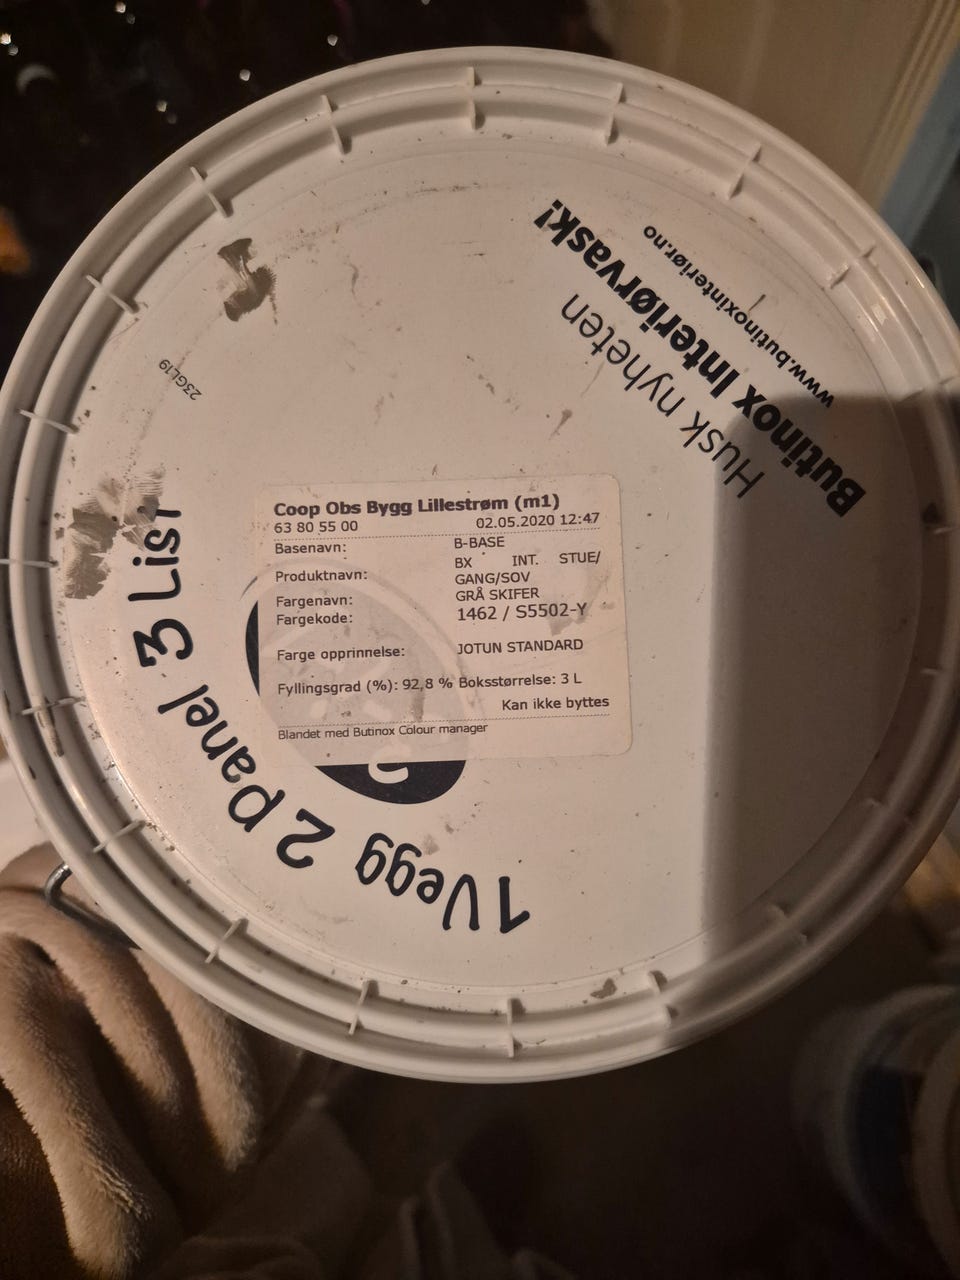 Husk nyheten
Butinox Interiørvask!
www.butinoxinteriør.no
23GL19
Coop Obs Bygg Lillestrøm (m1)
63 80 55 00 02.05.2020 12:47
Basenavn: B-BASE
Produktnavn: BX INT. STUE/
GANG/SOV
Fargenavn: GRÅ SKIFER
Fargekode: 1462 / S5502-Y
Farge opprinnelse: JOTUN STANDARD
Fyllingsgrad (%): 92,8 % Boksstørrelse: 3 L
Kan ikke byttes
Blandet med Butinox Colour manager
1 Vegg 2 Panel 3 List